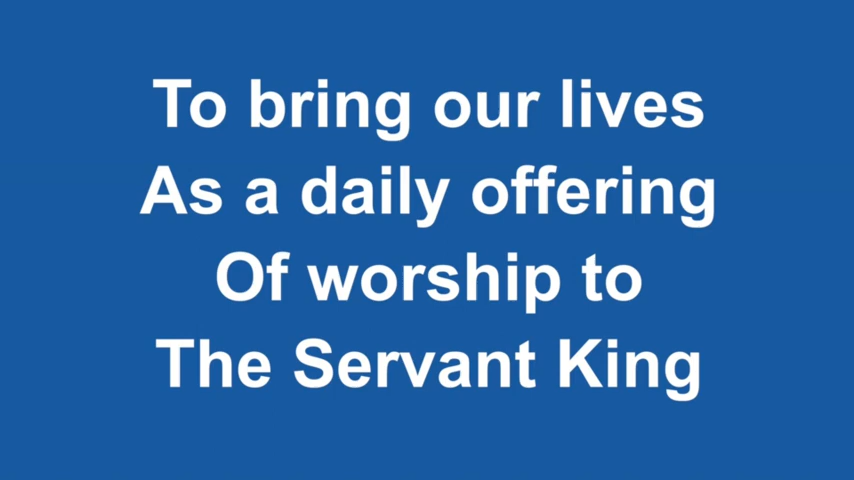 To bring our lives
As a daily offering
Of worship to
The Servant King